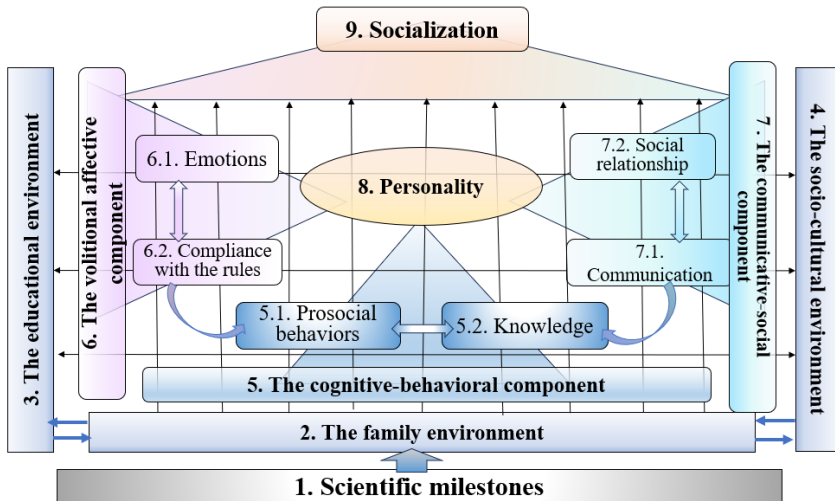 9. Socialization
3. The educational environment
6. The volitional affective
component
6.1. Emotions
6.2. Compliance
with the rules
8. Personality
7.2. Social
relationship
7.1.
Communication
7 . The communicative-social
component
4. The socio-cultural environment
5.1. Prosocial
behaviors
5.2. Knowledge
5. The cognitive-behavioral component
2. The family environment
1. Scientific milestones